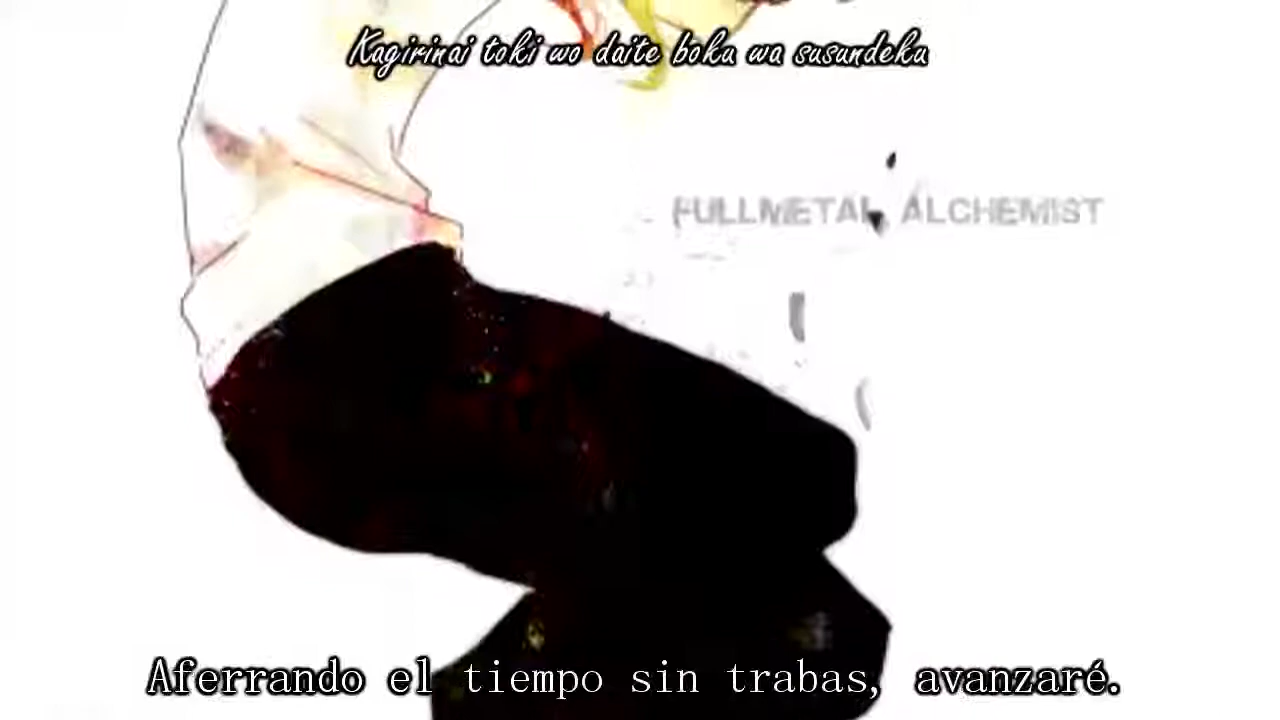 Kagirinai toki wo daite boku wa susundeku
FULLMETAL ALCHEMIST
Aferrando el tiempo sin trabas, avanzaré.